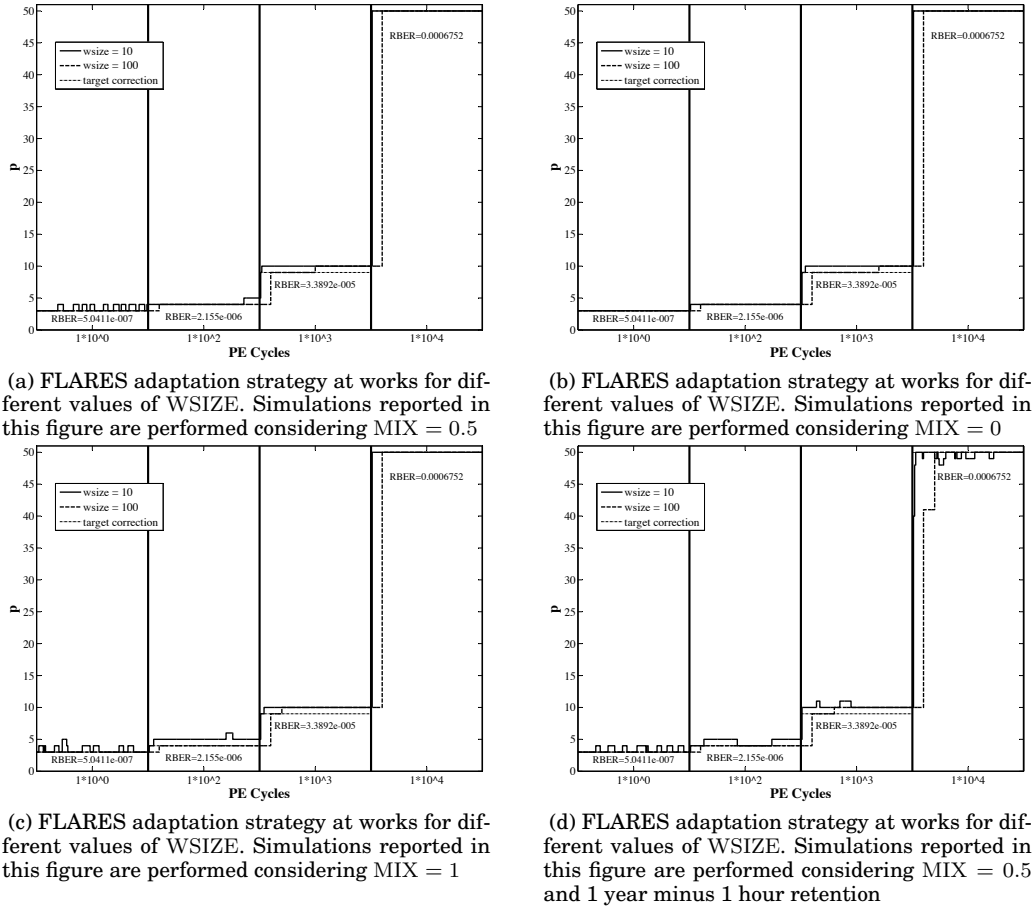 50
45
40
35
30
25
20
15
10
5
0
p
wsize = 10
wsize = 100
target correction
RBER=0.0006752
RBER=3.3892e-005
RBER=5.0411e-007
RBER=2.155e-006
1*10^0
1*10^2
1*10^3
1*10^4
PE Cycles
(a) FLARES adaptation strategy at works for dif-
ferent values of WSIZE. Simulations reported in
this figure are performed considering MIX = 0.5
50
45
40
35
30
25
20
15
10
5
0
p
wsize = 10
wsize = 100
target correction
RBER=0.0006752
RBER=3.3892e-005
RBER=5.0411e-007
RBER=2.155e-006
1*10^0
1*10^2
1*10^3
1*10^4
PE Cycles
(b) FLARES adaptation strategy at works for dif-
ferent values of WSIZE. Simulations reported in
this figure are performed considering MIX = 0
50
45
40
35
30
25
20
15
10
5
0
p
wsize = 10
wsize = 100
target correction
RBER=0.0006752
RBER=3.3892e-005
RBER=5.0411e-007
RBER=2.155e-006
1*10^0
1*10^2
1*10^3
1*10^4
PE Cycles
(c) FLARES adaptation strategy at works for dif-
ferent values of WSIZE. Simulations reported in
this figure are performed considering MIX = 1
50
45
40
35
30
25
20
15
10
5
0
p
wsize = 10
wsize = 100
target correction
RBER=0.0006752
RBER=3.3892e-005
RBER=5.0411e-007
RBER=2.155e-006
1*10^0
1*10^2
1*10^3
1*10^4
PE Cycles
(d) FLARES adaptation strategy at works for dif-
ferent values of WSIZE. Simulations reported in
this figure are performed considering MIX = 0.5
and 1 year minus 1 hour retention